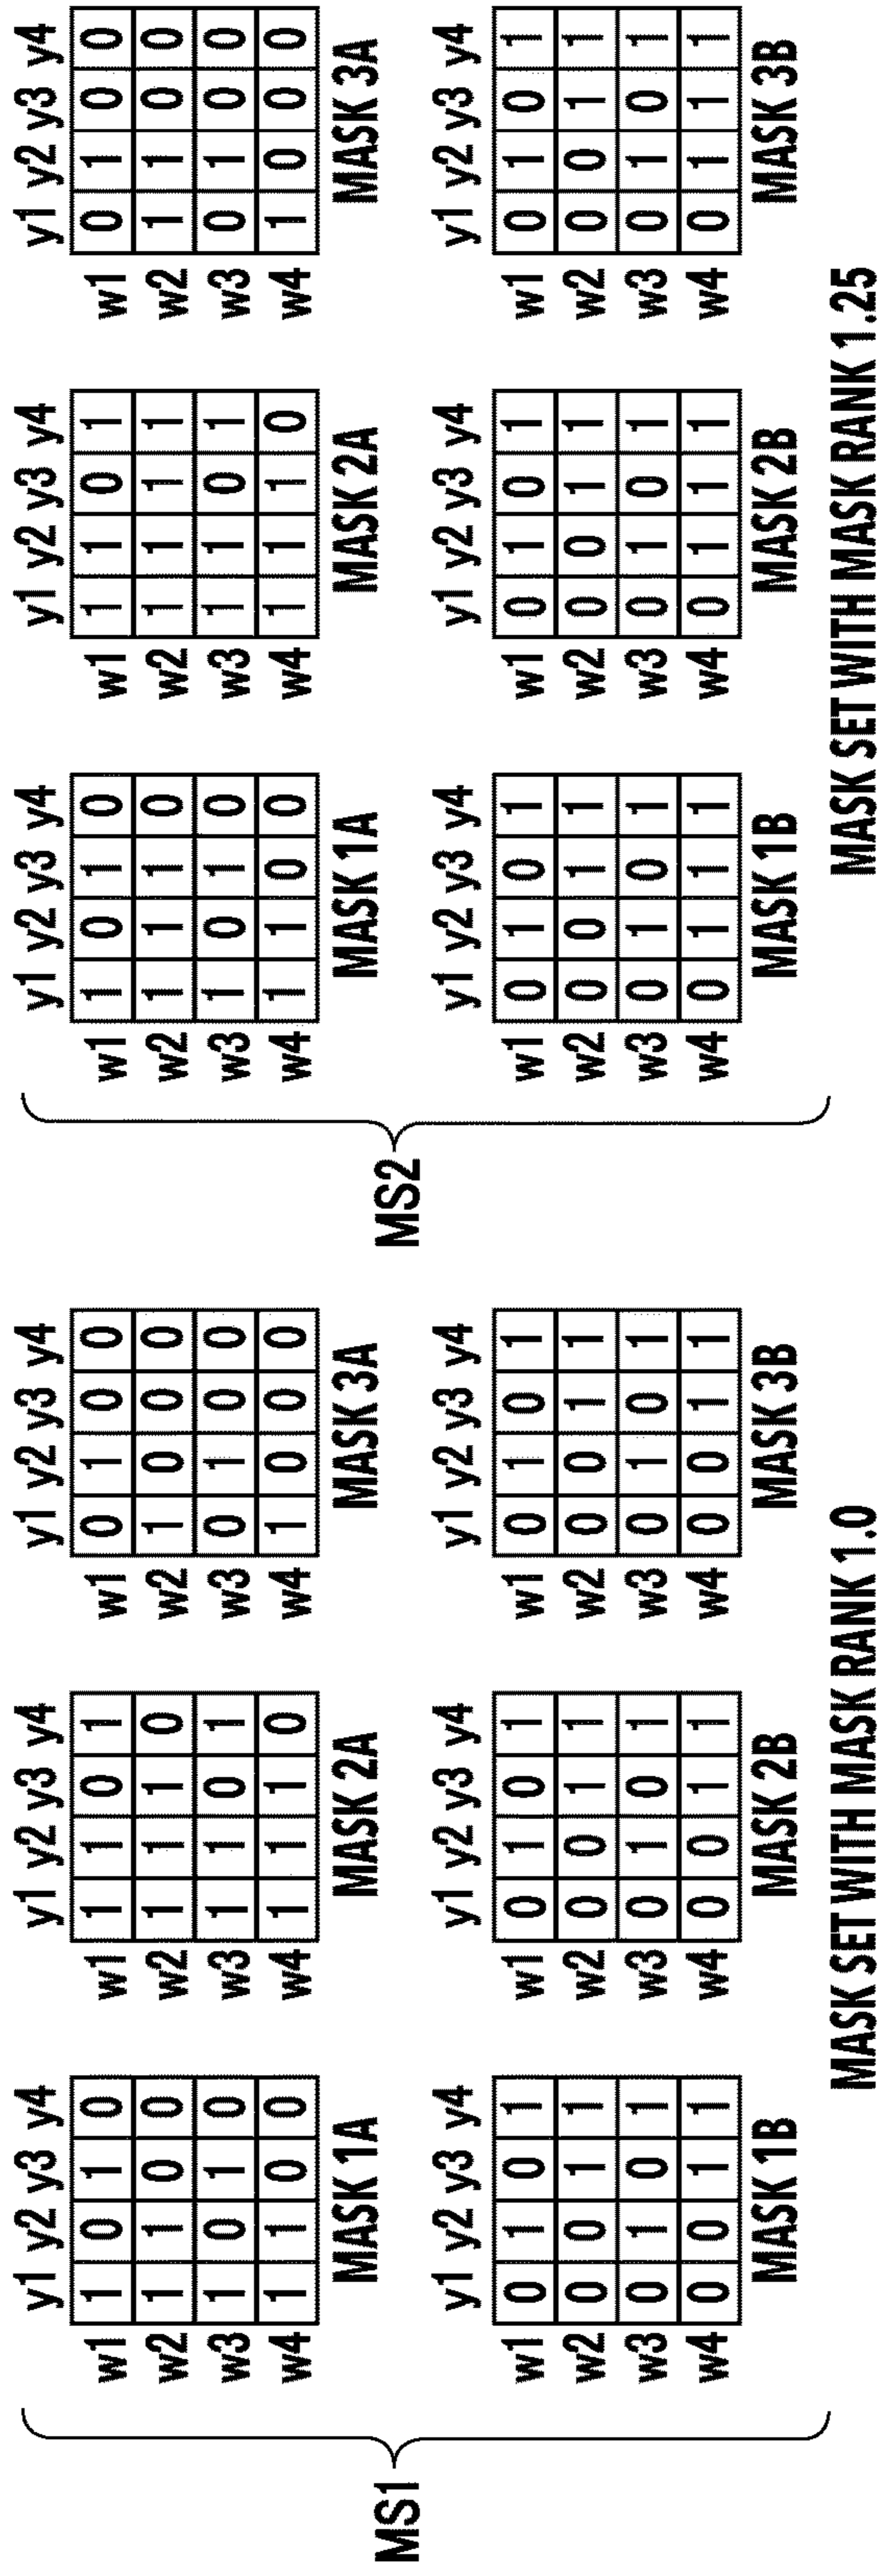 MS1
y1 y2 y3 y4
w1 1 0 1 0
w2 1 1 0 0
w3 1 0 1 0
w4 1 1 0 0
MASK 1A
y1 y2 y3 y4
w1 1 1 0 1
w2 1 1 1 0
w3 1 1 0 1
w4 1 1 1 0
MASK 2A
y1 y2 y3 y4
w1 0 1 0 0
w2 1 0 0 0
w3 0 1 0 0
w4 1 0 0 0
MASK 3A
y1 y2 y3 y4
w1 0 1 0 1
w2 0 0 1 1
w3 0 1 0 1
w4 0 0 1 1
MASK 1B
y1 y2 y3 y4
w1 0 1 0 1
w2 0 0 1 1
w3 0 1 0 1
w4 0 0 1 1
MASK 2B
y1 y2 y3 y4
w1 0 1 0 1
w2 0 0 1 1
w3 0 1 0 1
w4 0 0 1 1
MASK 3B
MASK SET WITH MASK RANK 1.0
MS2
y1 y2 y3 y4
w1 1 0 1 0
w2 1 1 1 0
w3 1 0 1 0
w4 1 1 0 0
MASK 1A
y1 y2 y3 y4
w1 1 1 0 1
w2 1 1 1 1
w3 1 1 0 1
w4 1 1 1 0
MASK 2A
y1 y2 y3 y4
w1 0 1 0 0
w2 1 1 0 0
w3 0 1 0 0
w4 1 0 0 0
MASK 3A
y1 y2 y3 y4
w1 0 1 0 1
w2 0 0 1 1
w3 0 1 0 1
w4 0 1 1 1
MASK 1B
y1 y2 y3 y4
w1 0 1 0 1
w2 0 0 1 1
w3 0 1 0 1
w4 0 1 1 1
MASK 2B
y1 y2 y3 y4
w1 0 1 0 1
w2 0 0 1 1
w3 0 1 0 1
w4 0 1 1 1
MASK 3B
MASK SET WITH MASK RANK 1.25